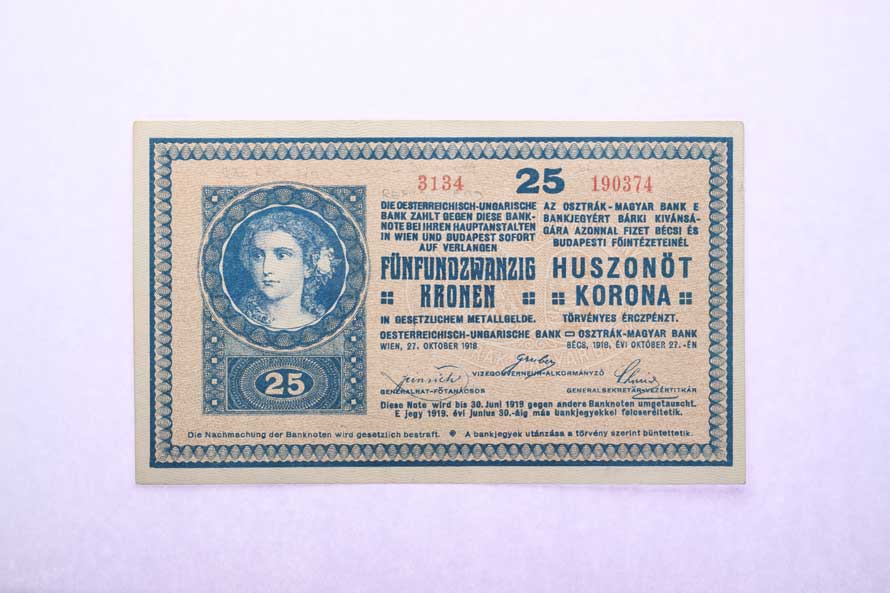 3134 25 190374
DIE OESTERREICHISCH-UNGARISCHE
BANK ZAHLT GEGEN DIESE BANK-
NOTE BEI IHREN HAUPTANSTALTEN
IN WIEN UND BUDAPEST SOFORT
AUF VERLANGEN
FÜNFUNDZWANZIG
KRONEN
IN GESETZLICHEM METALLGELDE.
AZ OSZTRÁK-MAGYAR BANK E
BANKJEGYÉRT BÁRKI KIVÁNSÁ-
GÁRA AZONNAL FIZET BÉCSI ÉS
BUDAPESTI FŐINTÉZETEINÉL
HUSZONÖT
KORONA
TÖRVÉNYES ÉRCZPÉNZT.
OESTERREICHISCH-UNGARISCHE BANK OSZTRÁK-MAGYAR BANK
WIEN, 27. OKTOBER 1918 BÉCS, 1918. ÉVI OKTÓBER 27.-ÉN
Gruber
VIZEGOUVERNEUR-ALKORMÁNYZÓ
GENERALRAT-FŐTANÁCSOS GENERALSEKRETÄR-VEZÉRTITKÁR
Diese Note wird bis 30. Juni 1919 gegen andere Banknoten umgetauscht.
E jegy 1919. évi junius 30.-áig más bankjegyekkel felcseréltetik.
25
Die Nachmachung der Banknoten wird gesetzlich bestraft. A bankjegyek utánzása a törvény szerint büntettetik.